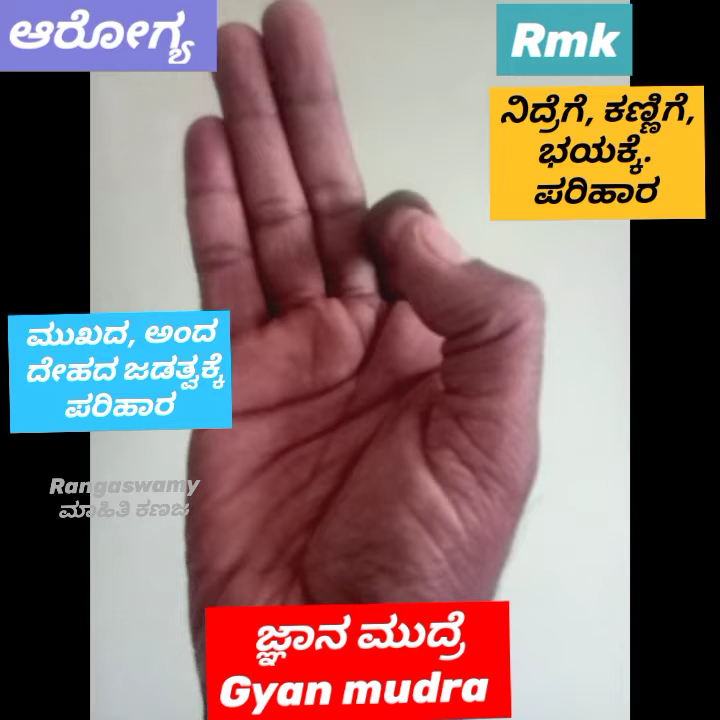 ಆರೋಗ್ಯ
Rmk
ನಿದ್ರೆಗೆ, ಕಣ್ಣಿಗೆ,
ಭಯಕ್ಕೆ.
ಪರಿಹಾರ
ಮುಖದ, ಅಂದ
ದೇಹದ ಜಡತ್ವಕ್ಕೆ
ಪರಿಹಾರ
Rangaswamy
ಮಾಹಿತಿ ಕಣಜ
ಜ್ಞಾನ ಮುದ್ರೆ
Gyan mudra